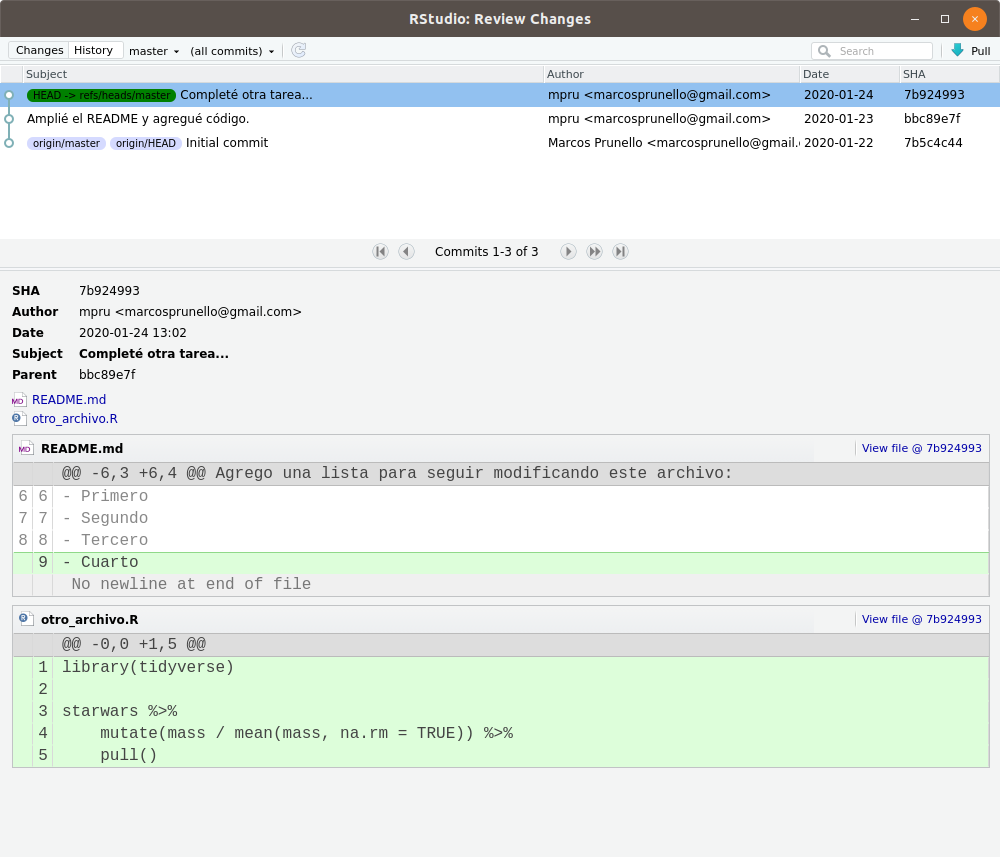 RStudio: Review Changes
Changes History master (all commits) Search Pull
Subject Author Date SHA
HEAD -> refs/heads/master Completé otra tarea... mpru <marcosprunello@gmail.com> 2020-01-24 7b924993
Amplié el README y agregué código. mpru <marcosprunello@gmail.com> 2020-01-23 bbc89e7f
origin/master origin/HEAD Initial commit Marcos Prunello <marcosprunello@gmail. 2020-01-22 7b5c4c44
Commits 1-3 of 3
SHA 7b924993
Author mpru <marcosprunello@gmail.com>
Date 2020-01-24 13:02
Subject Completé otra tarea...
Parent bbc89e7f
MD README.md
R otro_archivo.R
MD README.md View file @ 7b924993
@@ -6,3 +6,4 @@ Agrego una lista para seguir modificando este archivo:
6 6 - Primero
7 7 - Segundo
8 8 - Tercero
9 - Cuarto
No newline at end of file
R otro_archivo.R View file @ 7b924993
@@ -0,0 +1,5 @@
1 library(tidyverse)
2
3 starwars %>%
4 mutate(mass / mean(mass, na.rm = TRUE)) %>%
5 pull()